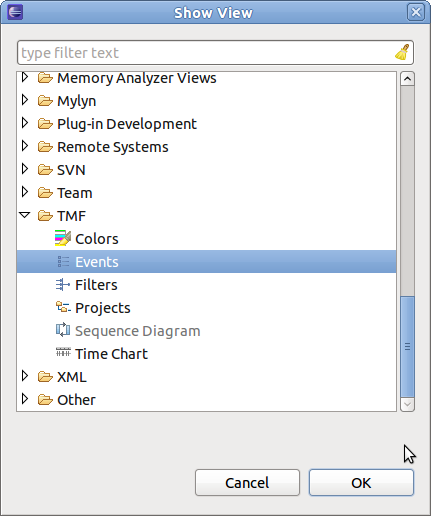 Show View
type filter text
Memory Analyzer Views
Mylyn
Plug-in Development
Remote Systems
SVN
Team
TMF
Colors
Events
Filters
Projects
Sequence Diagram
Time Chart
XML
Other
Cancel OK